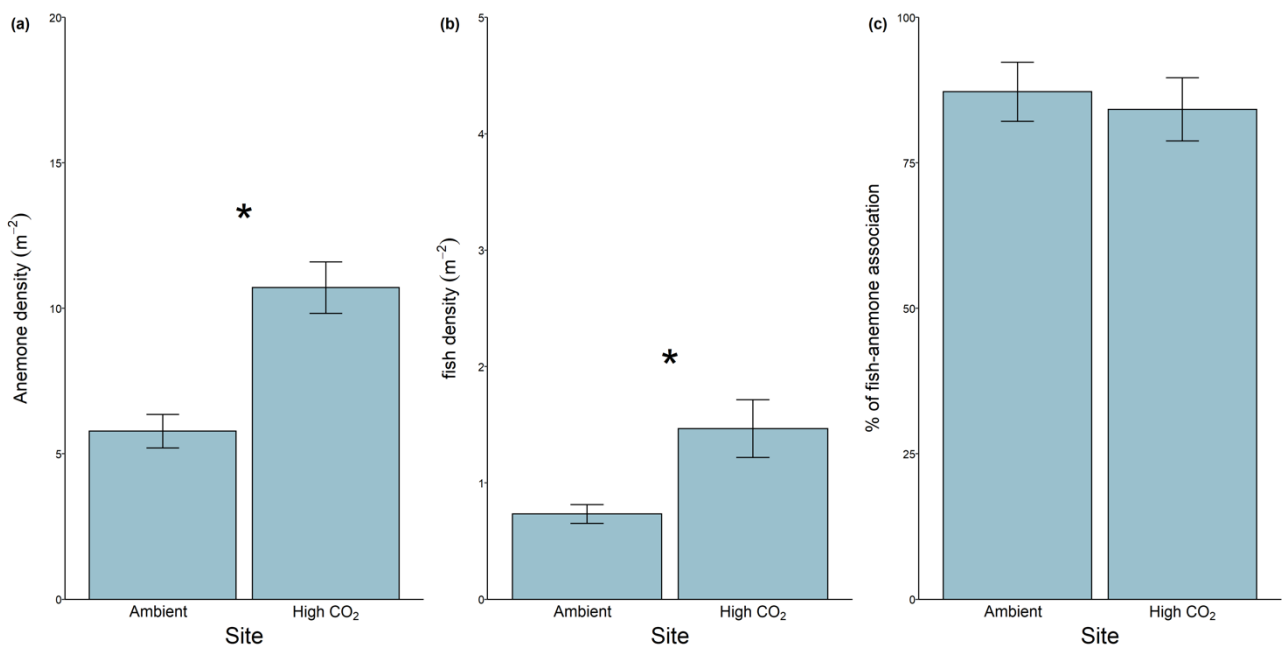 (a)
Anemone density (m⁻²)
20
15
10
5
0
*
Ambient
High CO₂
Site
(b)
fish density (m⁻²)
5
4
3
2
1
0
*
Ambient
High CO₂
Site
(c)
% of fish-anemone association
100
75
50
25
0
Ambient
High CO₂
Site